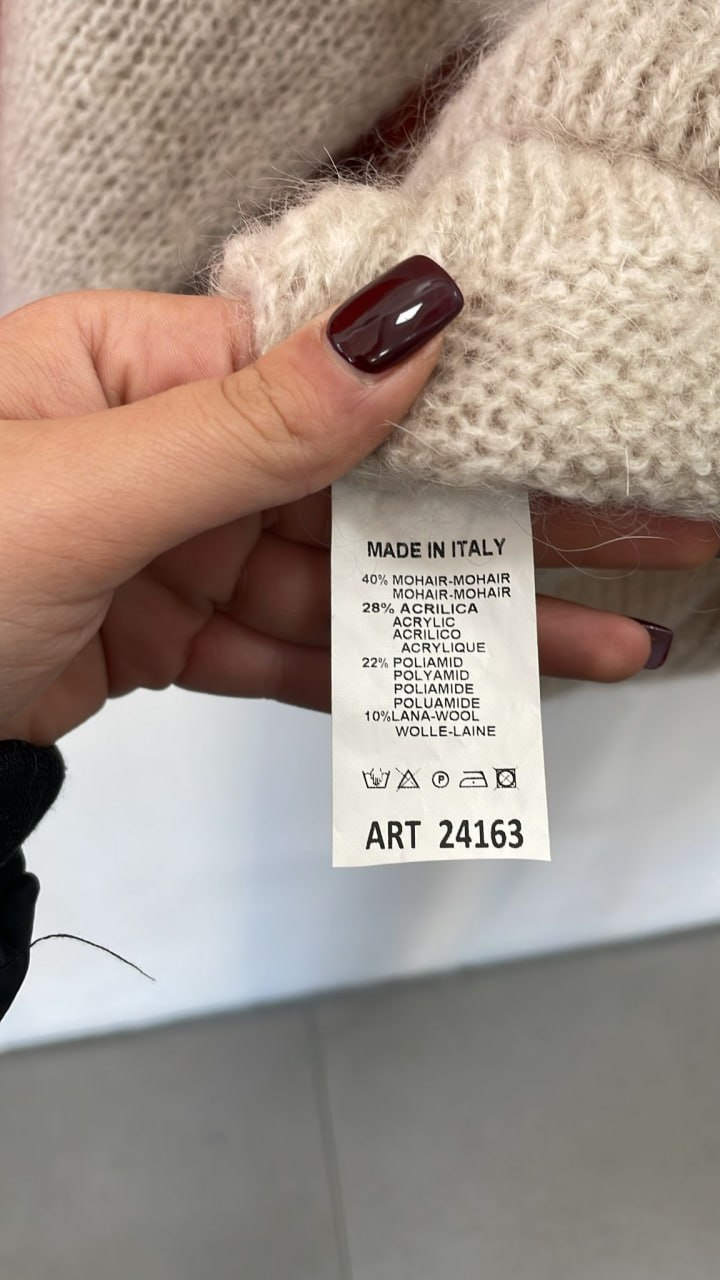 MADE IN ITALY
40% MOHAIR-MOHAIR
MOHAIR-MOHAIR
28% ACRILICA
ACRYLIC
ACRILICO
ACRYLIQUE
22% POLIAMID
POLYAMID
POLIAMIDE
POLUAMIDE
10%LANA-WOOL
WOLLE-LAINE
P
ART 24163